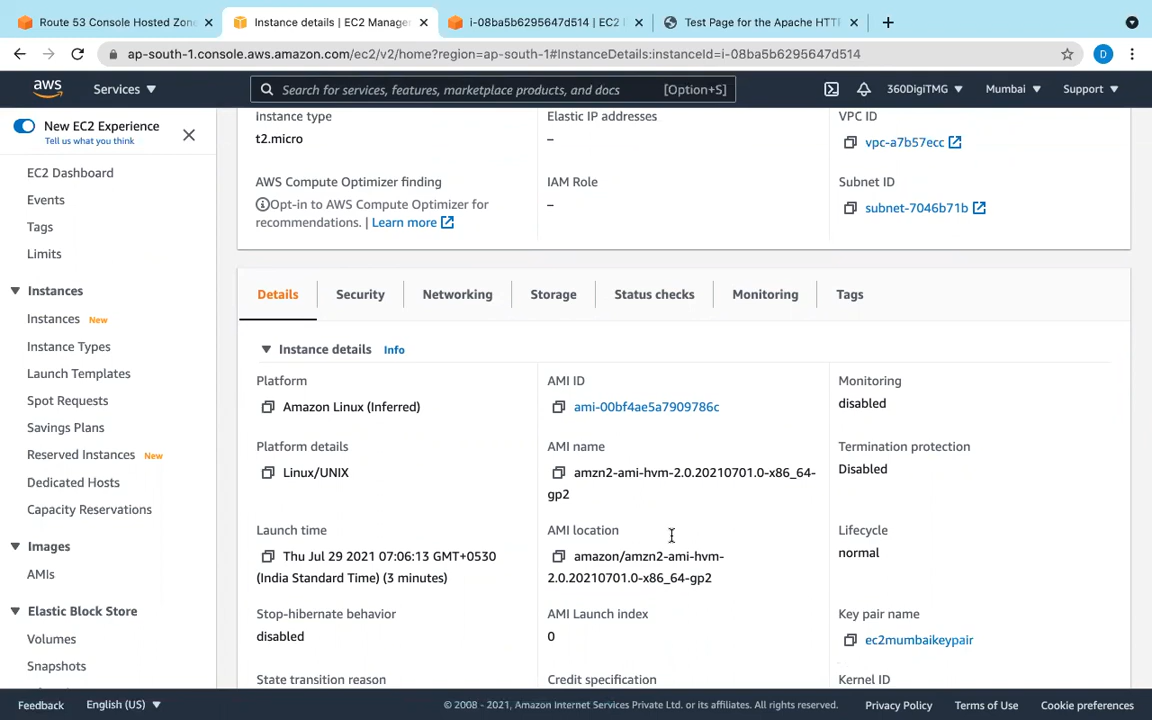 Route 53 Console Hosted Zon
Instance details | EC2 Manage
i-08ba5b6295647d514 | EC2
Test Page for the Apache HTT
ap-south-1.console.aws.amazon.com/ec2/v2/home?region=ap-south-1#InstanceDetails:instanceId=i-08ba5b6295647d514
D
aws
Services
Search for services, features, marketplace products, and docs
[Option+S]
360DigiTMG
Mumbai
Support
New EC2 Experience
Tell us what you think
EC2 Dashboard
Events
Tags
Limits
Instances
Instances New
Instance Types
Launch Templates
Spot Requests
Savings Plans
Reserved Instances New
Dedicated Hosts
Capacity Reservations
Images
AMIs
Elastic Block Store
Volumes
Snapshots
Instance type
t2.micro
Elastic IP addresses
–
VPC ID
vpc-a7b57ecc
AWS Compute Optimizer finding
Opt-in to AWS Compute Optimizer for
recommendations. | Learn more
IAM Role
–
Subnet ID
subnet-7046b71b
Details
Security
Networking
Storage
Status checks
Monitoring
Tags
Instance details Info
Platform
Amazon Linux (Inferred)
AMI ID
ami-00bf4ae5a7909786c
Monitoring
disabled
Platform details
Linux/UNIX
AMI name
amzn2-ami-hvm-2.0.20210701.0-x86_64-
gp2
Termination protection
Disabled
Launch time
Thu Jul 29 2021 07:06:13 GMT+0530
(India Standard Time) (3 minutes)
AMI location
amazon/amzn2-ami-hvm-
2.0.20210701.0-x86_64-gp2
Lifecycle
normal
Stop-hibernate behavior
disabled
AMI Launch index
0
Key pair name
ec2mumbaikeypair
State transition reason
Credit specification
Kernel ID
Feedback
English (US)
© 2008 - 2021, Amazon Internet Services Private Ltd. or its affiliates. All rights reserved.
Privacy Policy
Terms of Use
Cookie preferences